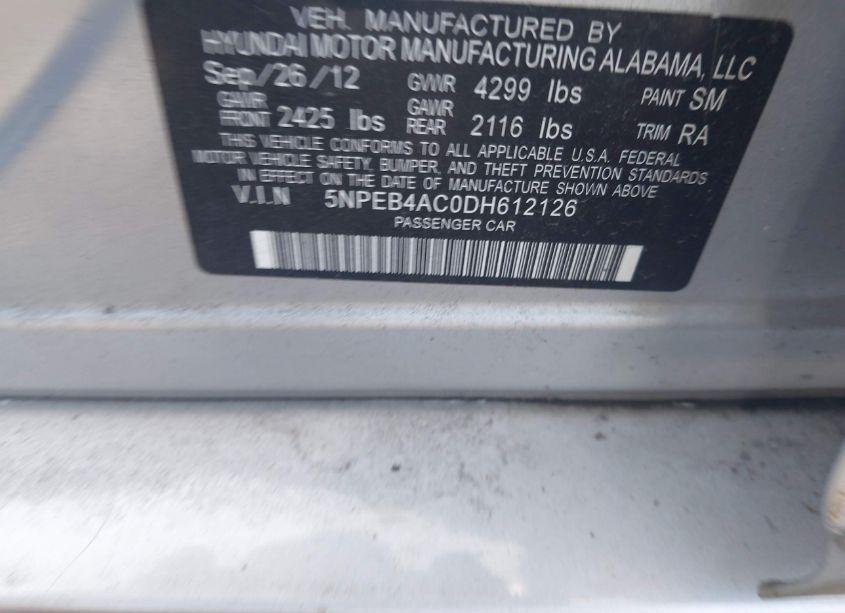 VEH. MANUFACTURED BY
HYUNDAI MOTOR MANUFACTURING ALABAMA, LLC
Sep/26/12 GVWR 4299 lbs PAINT SM
GAWR FRONT 2425 lbs GAWR REAR 2116 lbs TRIM RA
THIS VEHICLE CONFORMS TO ALL APPLICABLE U.S.A. FEDERAL
MOTOR VEHICLE SAFETY, BUMPER, AND THEFT PREVENTION STANDARDS
IN EFFECT ON THE DATE OF MANUFACTURE SHOWN ABOVE
V.I.N 5NPEB4AC0DH612126
PASSENGER CAR